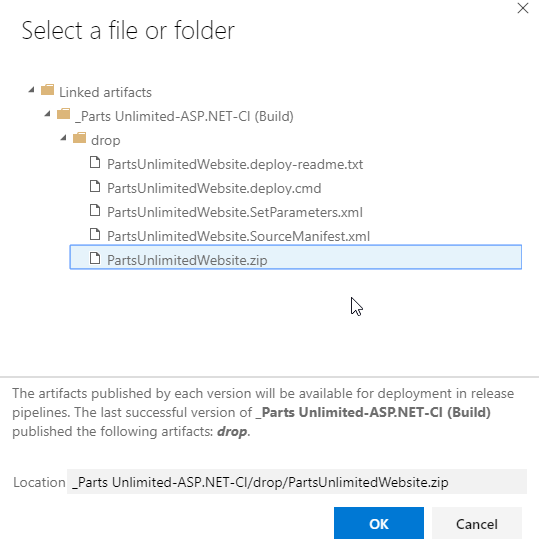 Select a file or folder
Linked artifacts
_Parts Unlimited-ASP.NET-CI (Build)
drop
PartsUnlimitedWebsite.deploy-readme.txt
PartsUnlimitedWebsite.deploy.cmd
PartsUnlimitedWebsite.SetParameters.xml
PartsUnlimitedWebsite.SourceManifest.xml
PartsUnlimitedWebsite.zip
The artifacts published by each version will be available for deployment in release
pipelines. The last successful version of _Parts Unlimited-ASP.NET-CI (Build)
published the following artifacts: drop.
Location _Parts Unlimited-ASP.NET-CI/drop/PartsUnlimitedWebsite.zip
OK Cancel